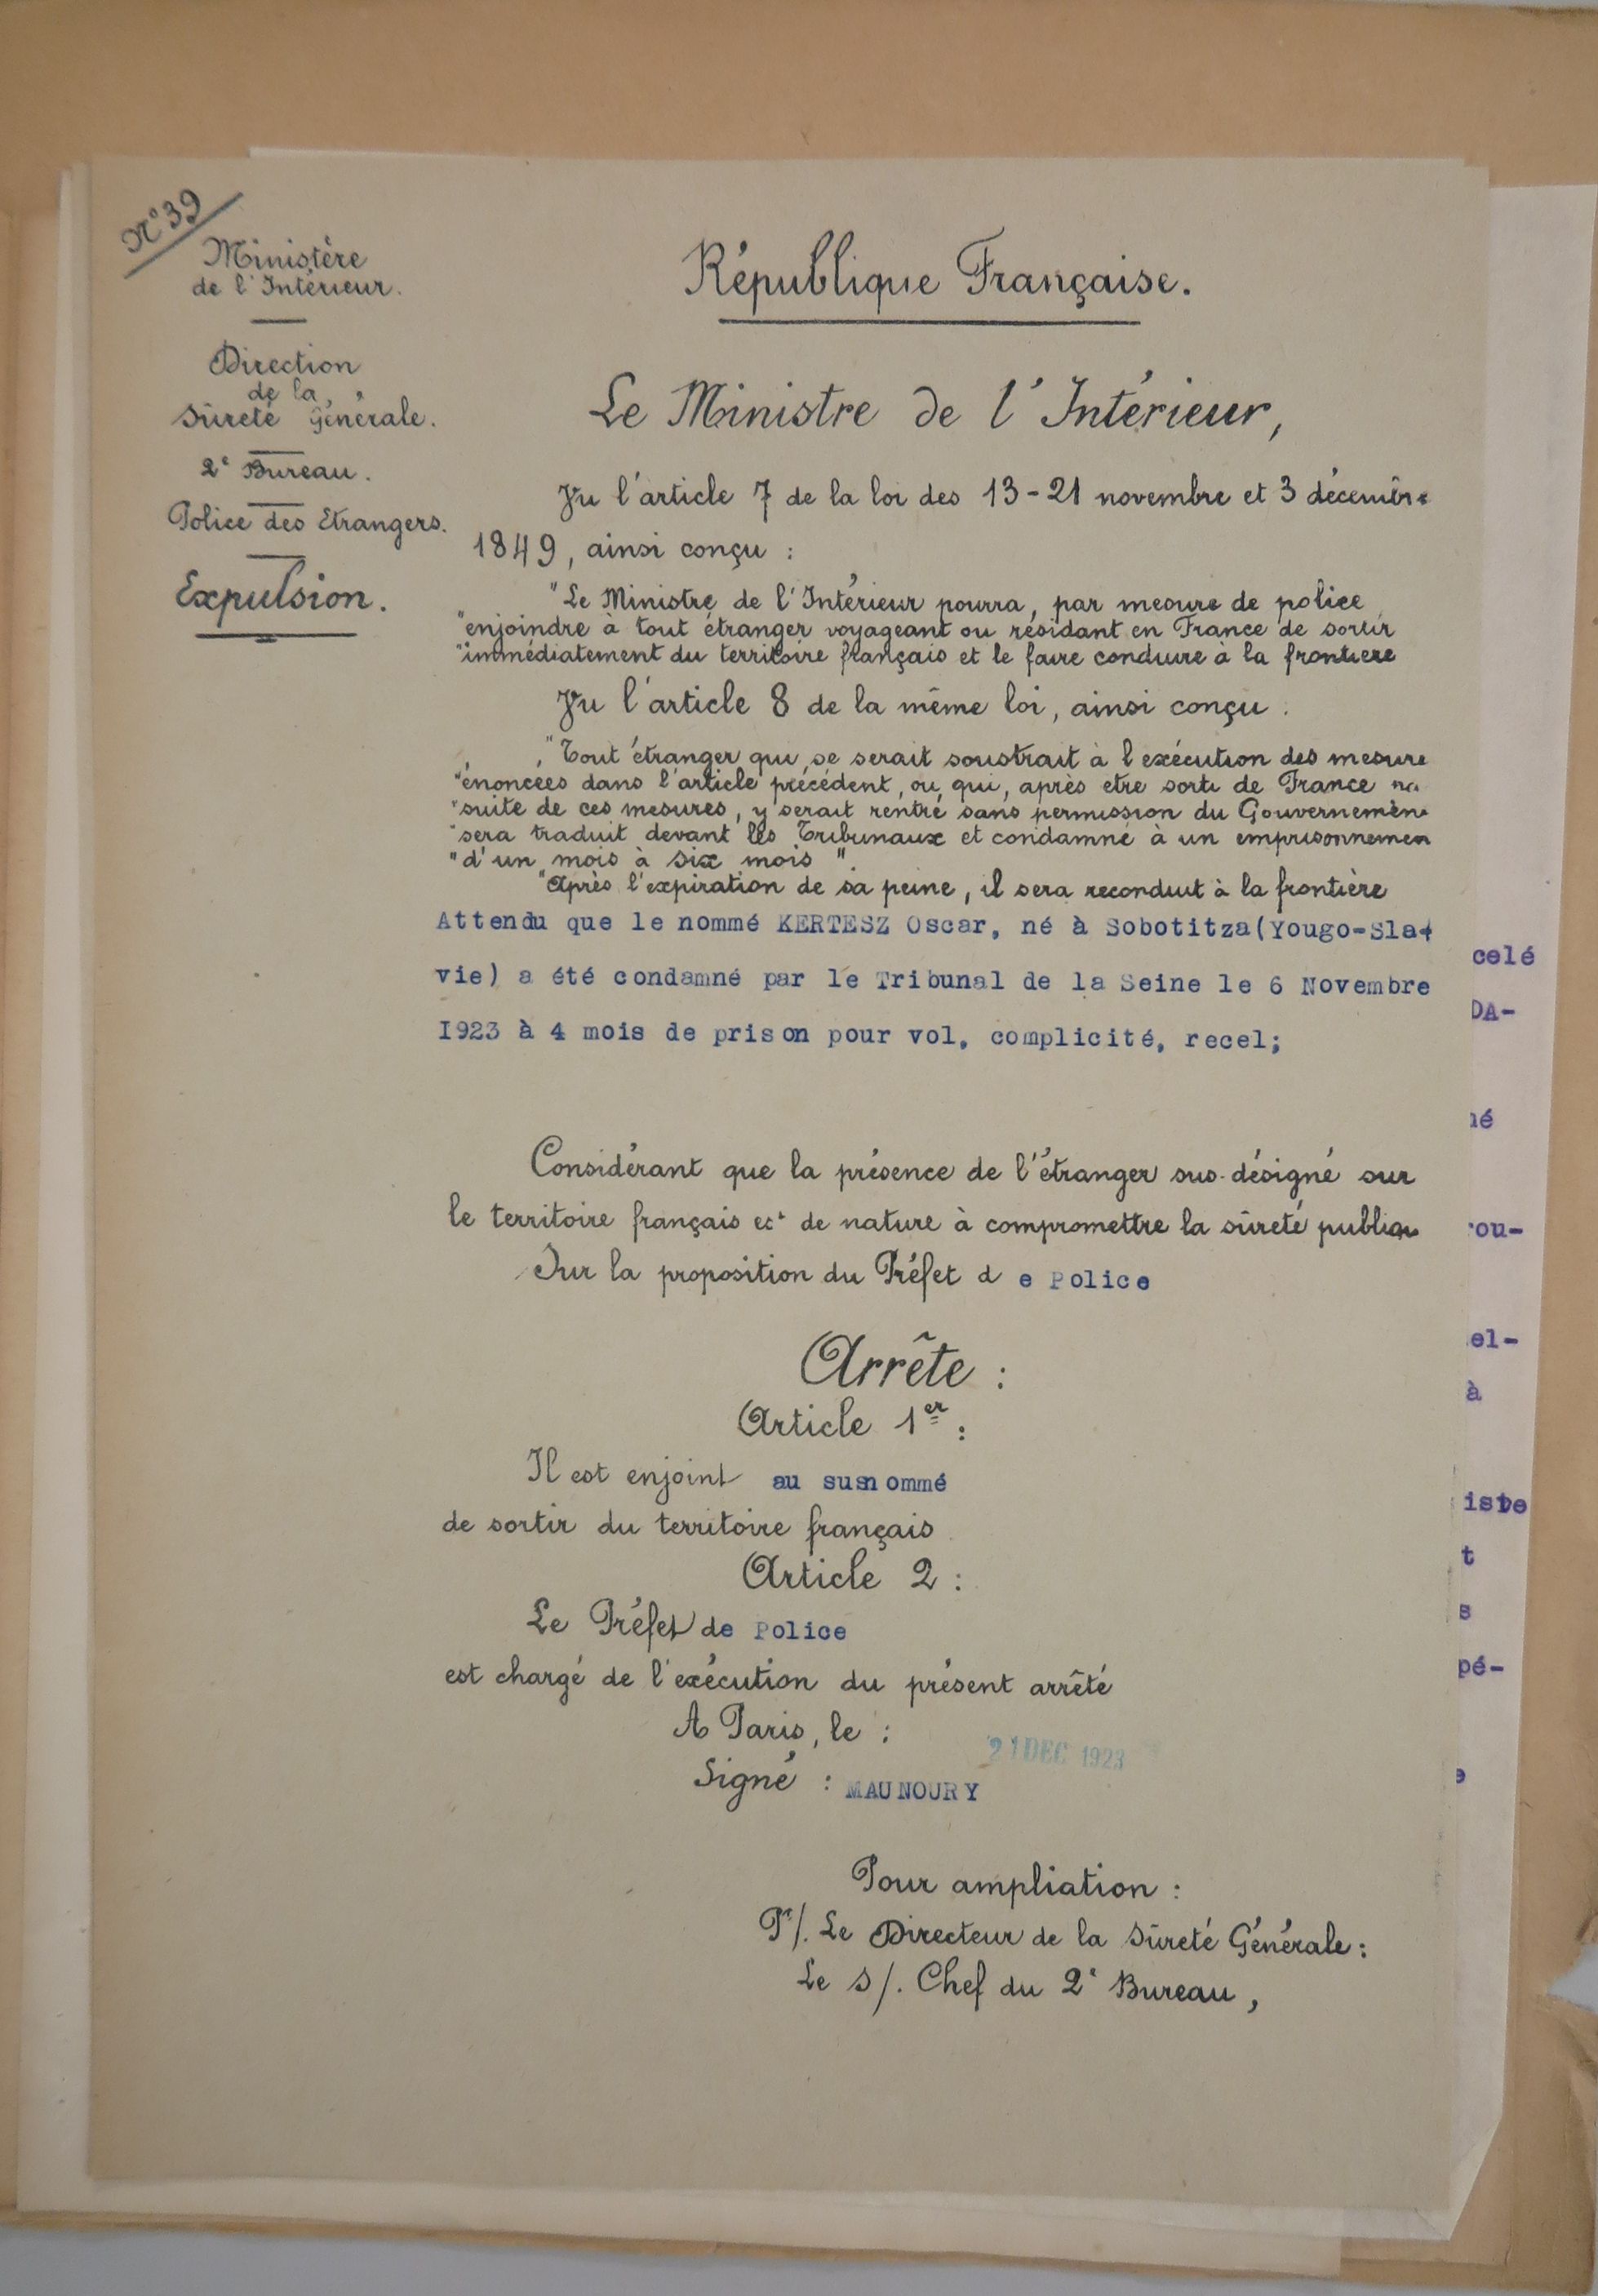 N° 39
Ministère
de l'Intérieur.
Direction
de la
Sûreté Générale.
2e Bureau.
Police des Etrangers.
Expulsion.
République Française.
Le Ministre de l'Intérieur,
Vu l'article 7 de la loi des 13-21 novembre et 3 décembre
1849, ainsi conçu :
"Le Ministre de l'Intérieur pourra, par mesure de police
"enjoindre à tout étranger voyageant ou résidant en France de sortir
"immédiatement du territoire français et le faire conduire à la frontière
Vu l'article 8 de la même loi, ainsi conçu :
"Tout étranger qui se serait soustrait à l'exécution des mesure
"énoncées dans l'article précédent, ou, qui, après être sorti de France
"suite de ces mesures, y serait rentré sans permission du Gouvernemen
"sera traduit devant les Tribunaux et condamné à un emprisonnemen
"d'un mois à six mois "
"Après l'expiration de sa peine, il sera reconduit à la frontière
Attendu que le nommé KERTESZ Oscar, né à Sobotitza(Yougo-Sla-
vie) a été condamné par le Tribunal de la Seine le 6 Novembre
I923 à 4 mois de prison pour vol, complicité, recel;
Considérant que la présence de l'étranger sus-désigné sur
le territoire français est de nature à compromettre la sûreté publiqu
Sur la proposition du Préfet d e Police
Arrête :
Article 1er :
Il est enjoint au susnommé
de sortir du territoire français
Article 2 :
Le Préfet de Police
est chargé de l'exécution du présent arrêté
A Paris, le : 21 DEC 1923
Signé : MAUNOURY
Pour ampliation :
Pr/. Le Directeur de la Sûreté Générale :
Le S/. Chef du 2e Bureau,
celé
DA-
né
rou-
el-
à
iste
t
s
pé-
e